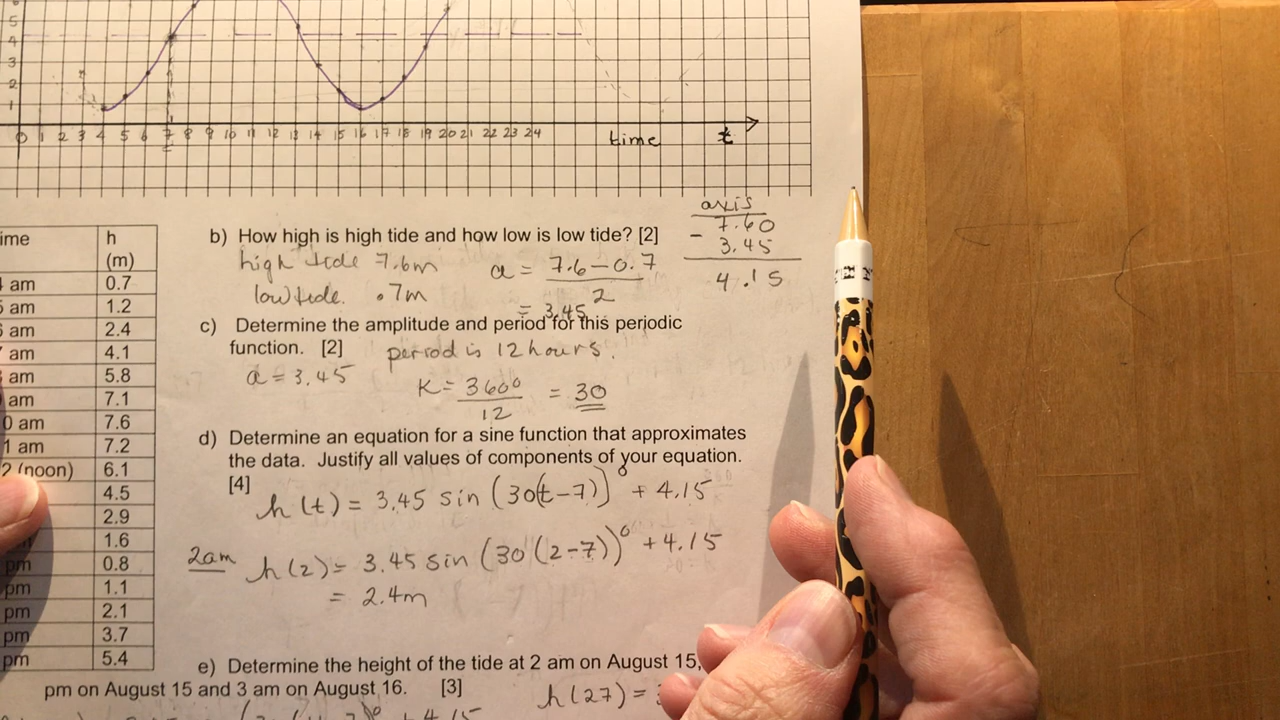 5
4
3
2
1
0 1 2 3 4 5 6 7 8 9 10 11 12 13 14 15 16 17 18 19 20 21 22 23 24 time t
axis
7.60
- 3.45
4.15
ime h
(m)
am 0.7
am 1.2
am 2.4
am 4.1
am 5.8
am 7.1
0 am 7.6
1 am 7.2
2 (noon) 6.1
4.5
2.9
1.6
pm 0.8
pm 1.1
pm 2.1
pm 3.7
pm 5.4
b) How high is high tide and how low is low tide? [2]
high tide 7.6m a = 7.6 - 0.7
low tide. .7m 2
= 3.45
c) Determine the amplitude and period for this periodic
function. [2] period is 12 hours.
a = 3.45 K = 360° = 30
12
d) Determine an equation for a sine function that approximates
the data. Justify all values of components of your equation.
[4] h(t) = 3.45 sin (30(t-7))° + 4.15
2am h(2) = 3.45 sin (30(2-7))° + 4.15
= 2.4m
e) Determine the height of the tide at 2 am on August 15,
pm on August 15 and 3 am on August 16. [3] h(27) =
+ 4.15